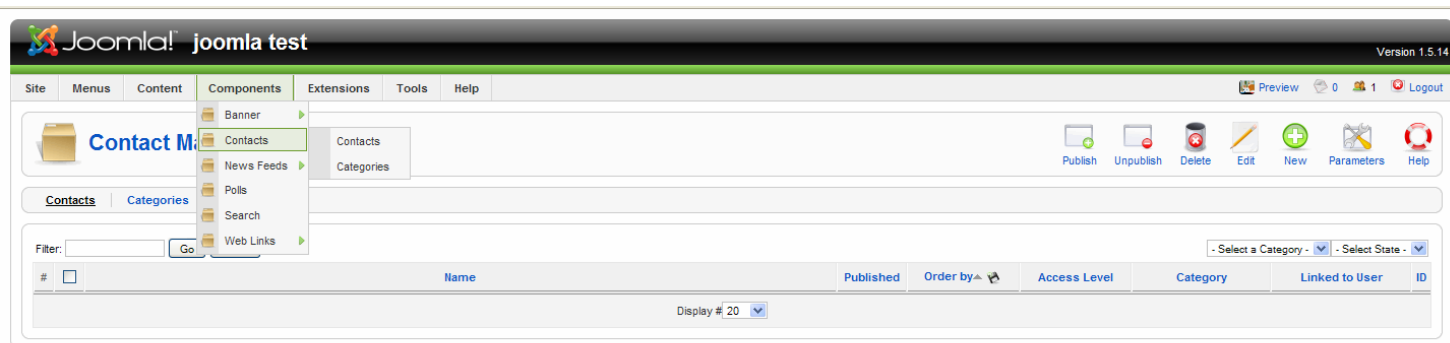 Joomla! joomla test
Version 1.5.14
Site Menus Content Components Extensions Tools Help Preview 0 1 Logout
Banner
Contact Ma Contacts Contacts
News Feeds Categories
Publish Unpublish Delete Edit New Parameters Help
Polls
Contacts Categories
Search
Web Links
Filter: Go - Select a Category - - Select State -
# Name Published Order by Access Level Category Linked to User ID
Display # 20